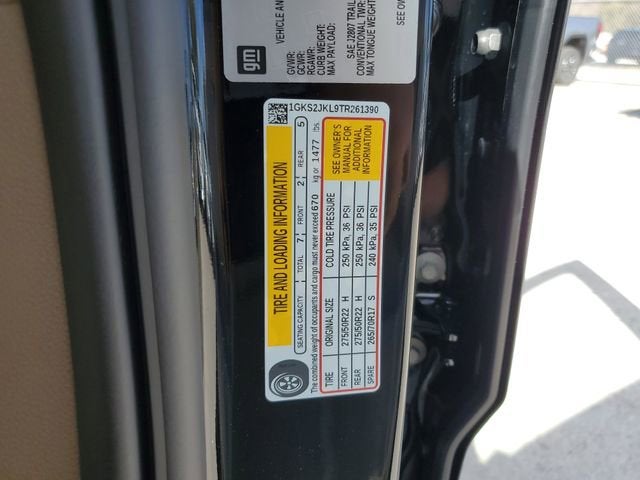 gm
VEHICLE AN
GVWR:
GCWR:
RGAWR:
CURB WEIGHT:
MAX PAYLOAD:
SAE J2807 TRAIL
CONVENTIONAL, TWR:
MAX TONGUE WEIGHT
SEE OW
1GKS2JKL9TR261390
TIRE AND LOADING INFORMATION
SEATING CAPACITY TOTAL 7 FRONT 2 REAR 5
The combined weight of occupants and cargo must never exceed 670 kg or 1477 lbs.
TIRE ORIGINAL SIZE COLD TIRE PRESSURE
FRONT 275/50R22 H 250 kPa, 36 PSI
REAR 275/50R22 H 250 kPa, 36 PSI
SPARE 265/70R17 S 240 kPa, 35 PSI
SEE OWNER'S
MANUAL FOR
ADDITIONAL
INFORMATION